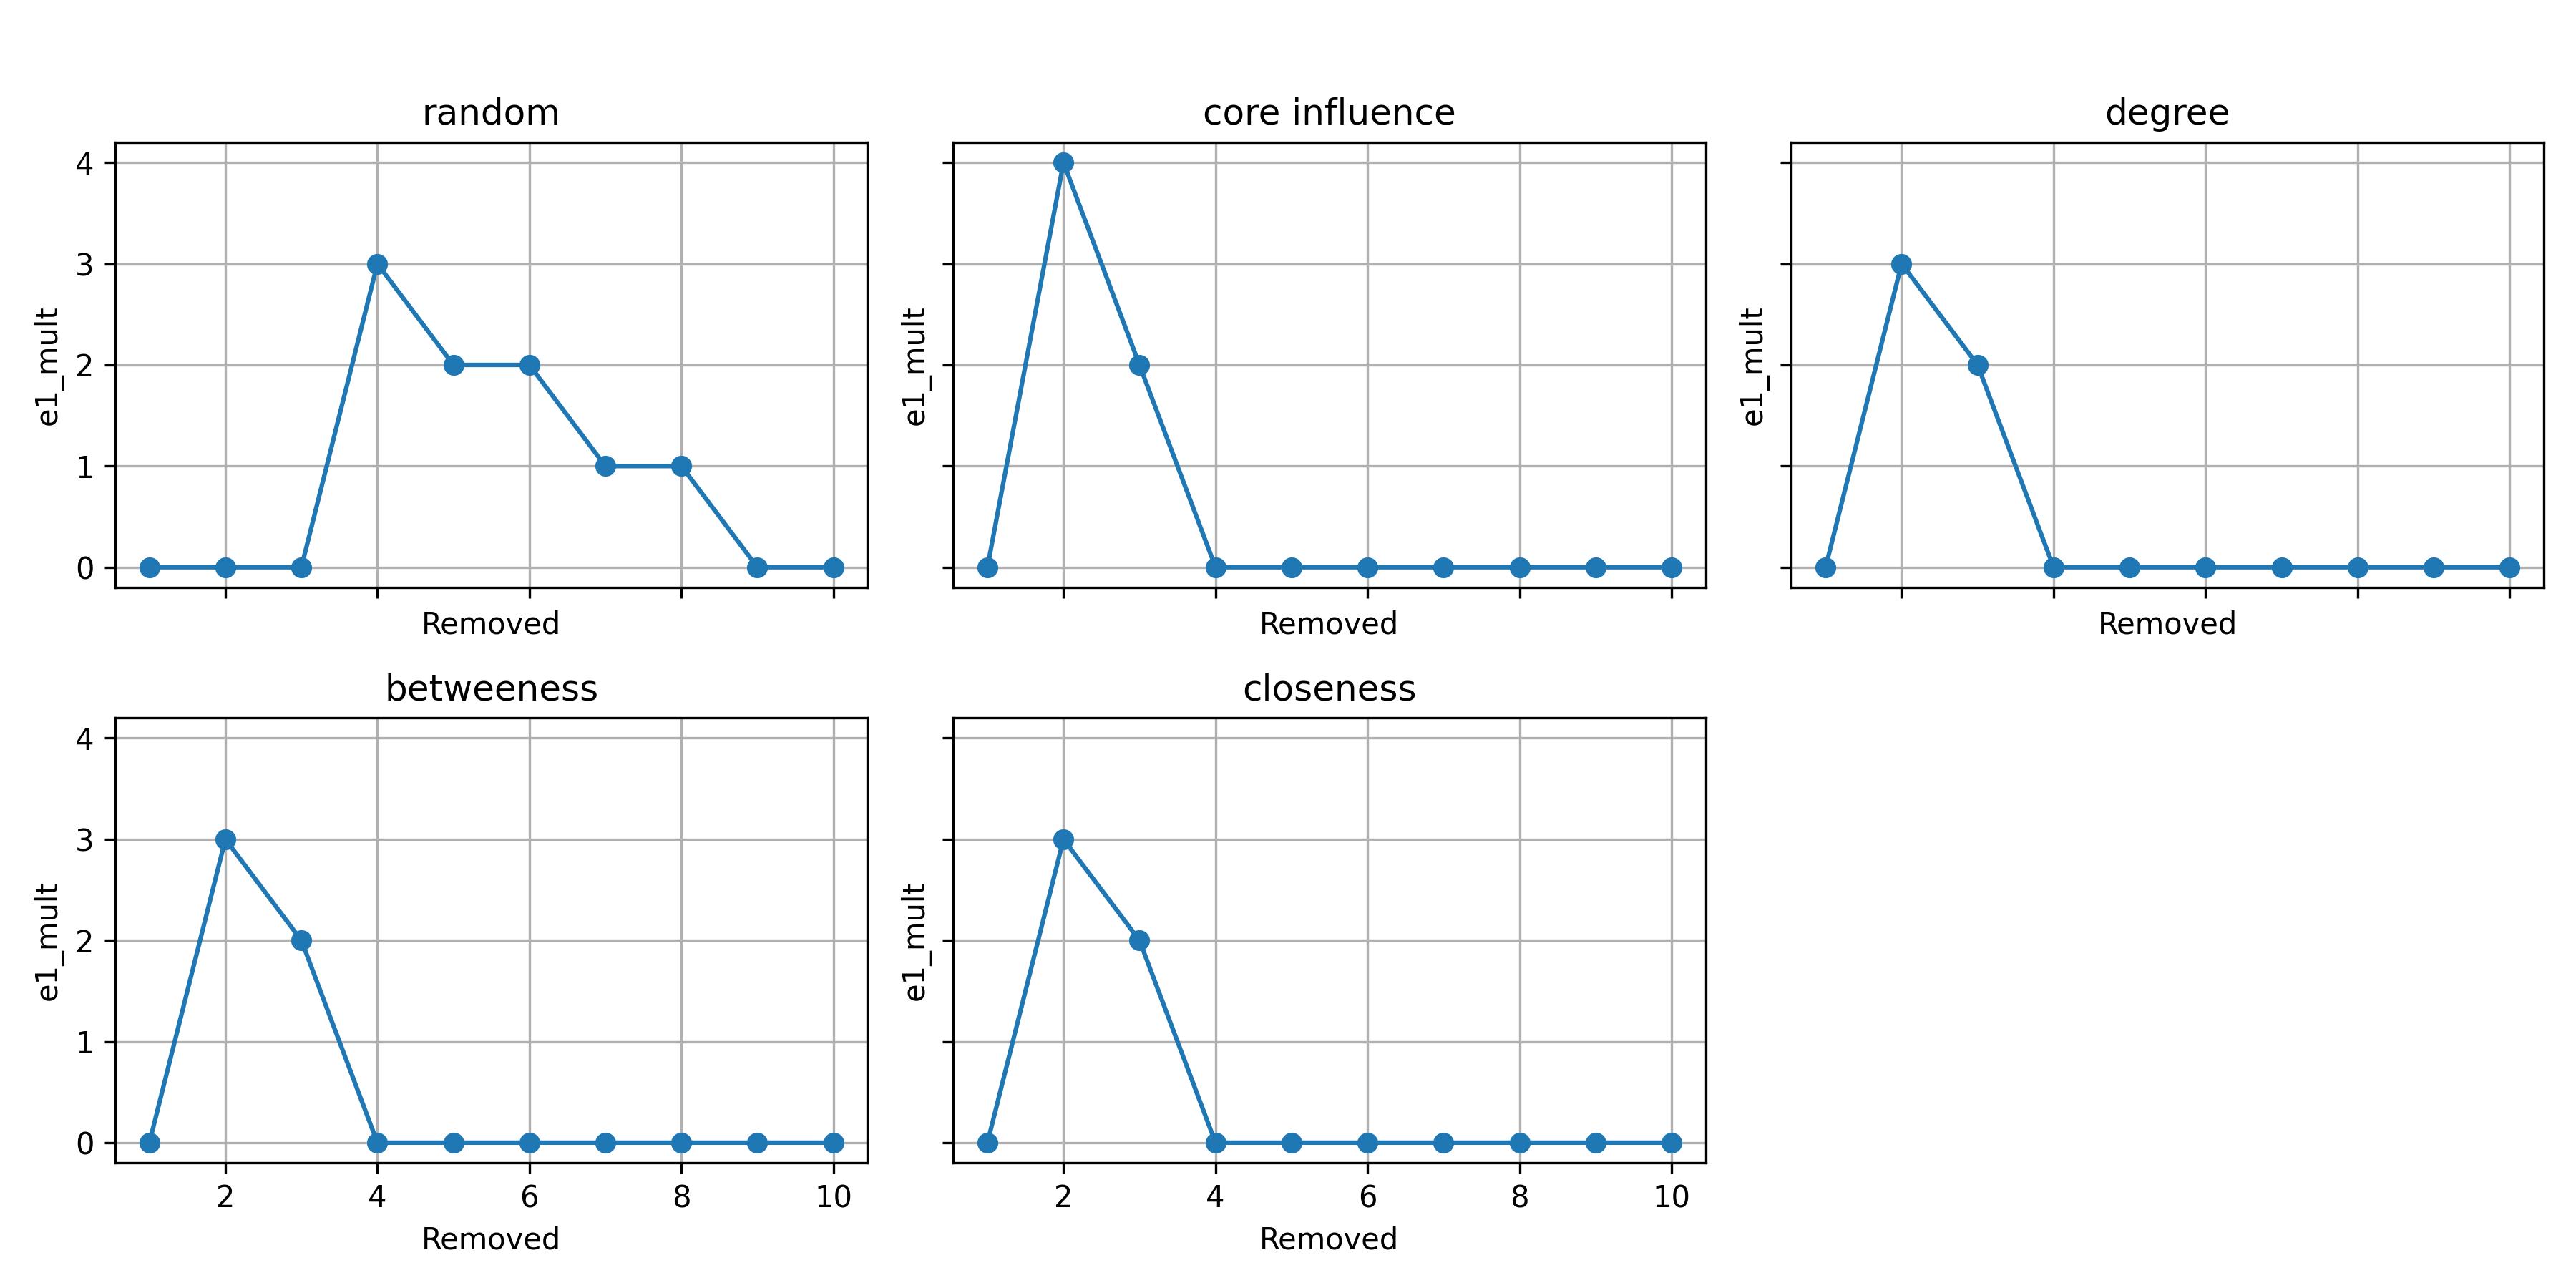 random
4
3
2
1
0
e1_mult
Removed
core influence
e1_mult
Removed
degree
e1_mult
Removed
betweeness
4
3
2
1
0
e1_mult
2 4 6 8 10
Removed
closeness
e1_mult
2 4 6 8 10
Removed